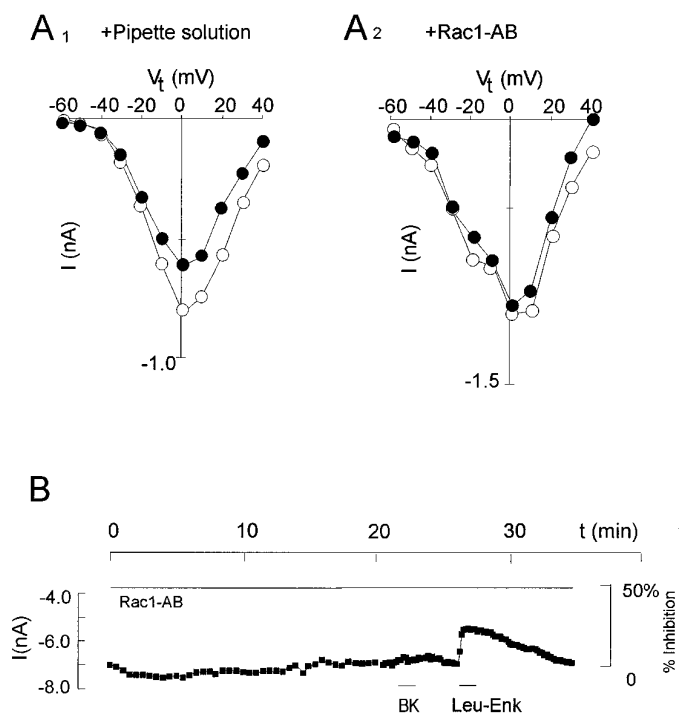 A 1 +Pipette solution
A 2 +Rac1-AB
Vt (mV)
-60 -40 -20 0 20 40
I (nA)
-1.0
Vt (mV)
-60 -40 -20 0 20 40
I (nA)
-1.5
B
0 10 20 30 t (min)
-4.0
-6.0
-8.0
I(nA)
Rac1-AB
50%
0
% Inhibition
BK Leu-Enk